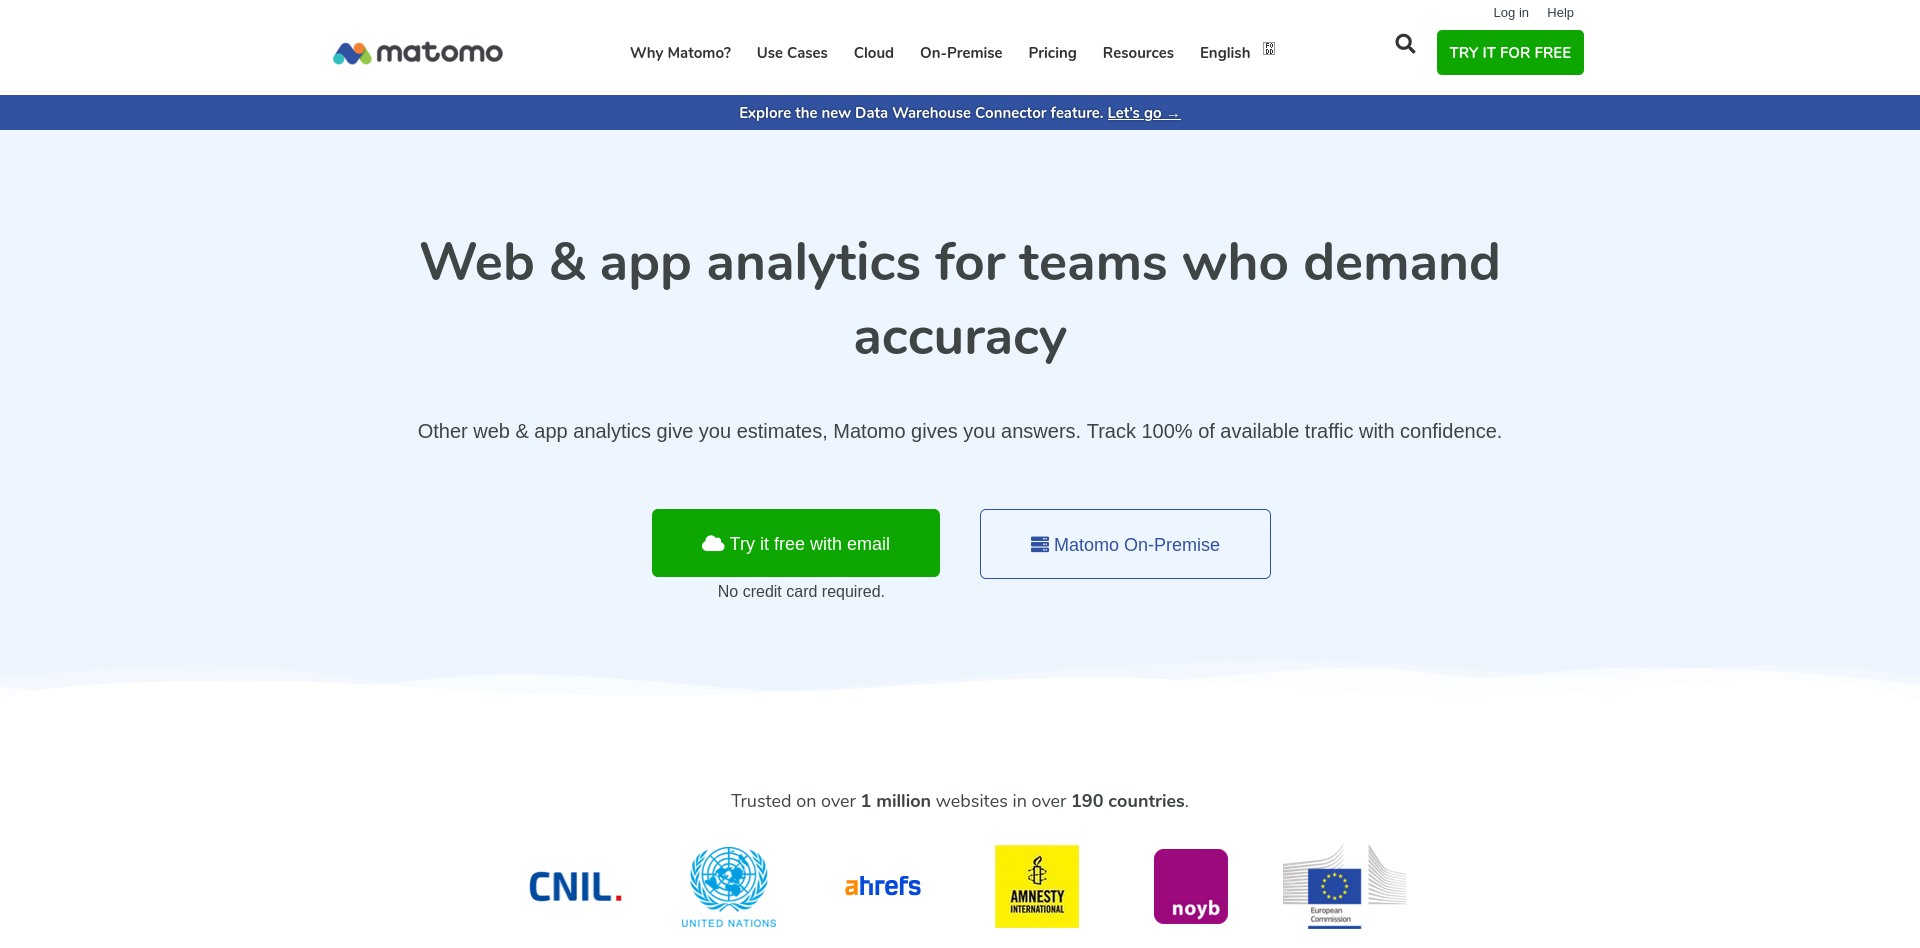 Log in Help
matomo
Why Matomo? Use Cases Cloud On-Premise Pricing Resources English
TRY IT FOR FREE
Explore the new Data Warehouse Connector feature. Let's go →
Web & app analytics for teams who demand
accuracy
Other web & app analytics give you estimates, Matomo gives you answers. Track 100% of available traffic with confidence.
Try it free with email
Matomo On-Premise
No credit card required.
Trusted on over 1 million websites in over 190 countries.
CNIL.
UNITED NATIONS
ahrefs
AMNESTY
INTERNATIONAL
noyb
European
Commission